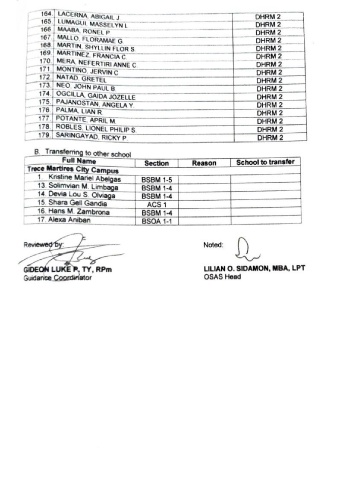 164. LACERNA, ABIGAIL J. DHRM 2
165. LUMAGUI, MASSELYN L. DHRM 2
166. MAABA, RONEL P. DHRM 2
167. MALLO, FLORAMAE G. DHRM 2
168. MARTIN, SHYLLIN FLOR S. DHRM 2
169. MARTINEZ, FRANCIA C. DHRM 2
170. MERA, NEFERTIRI ANNE C. DHRM 2
171. MONTINO, JERVIN C. DHRM 2
172. NATAD, GRETEL DHRM 2
173. NEO, JOHN PAUL B. DHRM 2
174. OGCILLA, GAIDA JOZELLE DHRM 2
175. PAJANOSTAN, ANGELA Y. DHRM 2
176. PALMA, LIAN R. DHRM 2
177. POTANTE, APRIL M. DHRM 2
178. ROBLES, LIONEL PHILIP S. DHRM 2
179. SARINGAYAD, RICKY P. DHRM 2
B. Transferring to other school
Full Name Section Reason School to transfer
Trece Martires City Campus
1. Kristine Mariel Abelgas BSBM 1-5
13. Solimvian M. Limbaga BSBM 1-4
14. Devia Lou S. Olviaga BSBM 1-4
15. Shara Geil Gandia ACS 1
16. Hans M. Zambrona BSBM 1-4
17. Alexa Aniban BSOA 1-1
Reviewed by: Noted:
GIDEON LUKE P. TY, RPm LILIAN O. SIDAMON, MBA, LPT
Guidance Coordinator OSAS Head